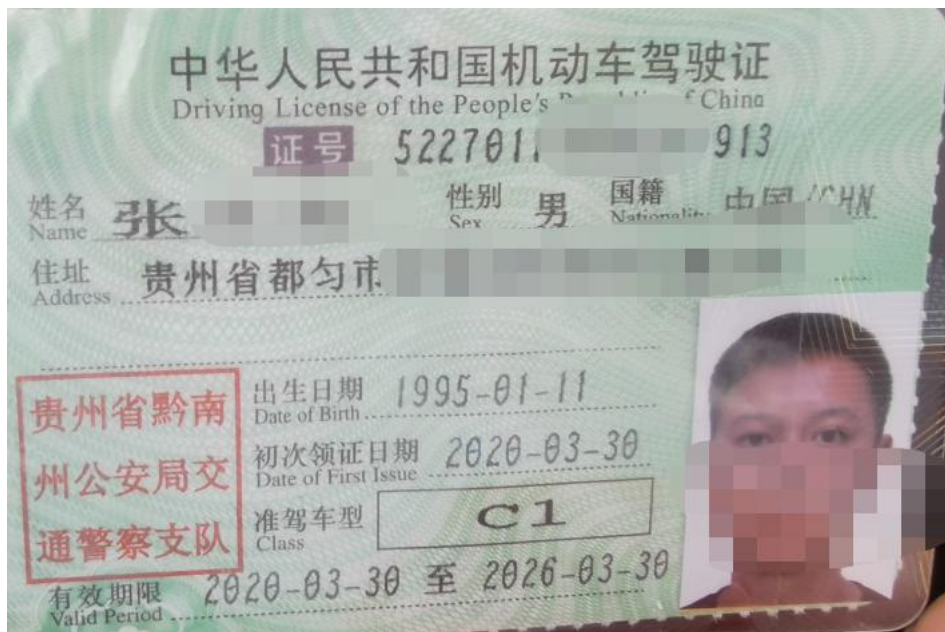 中华人民共和国机动车驾驶证
Driving License of the People's China
证号 522701 913
姓名 张 性别 男 国籍 中国/CHN
Name Sex Nationality
住址 贵州省都匀市
Address
出生日期 1995-01-11
Date of Birth
初次领证日期 2020-03-30
Date of First Issue
准驾车型 C1
Class
贵州省黔南
州公安局交
通警察支队
有效期限 2020-03-30 至 2026-03-30
Valid Period